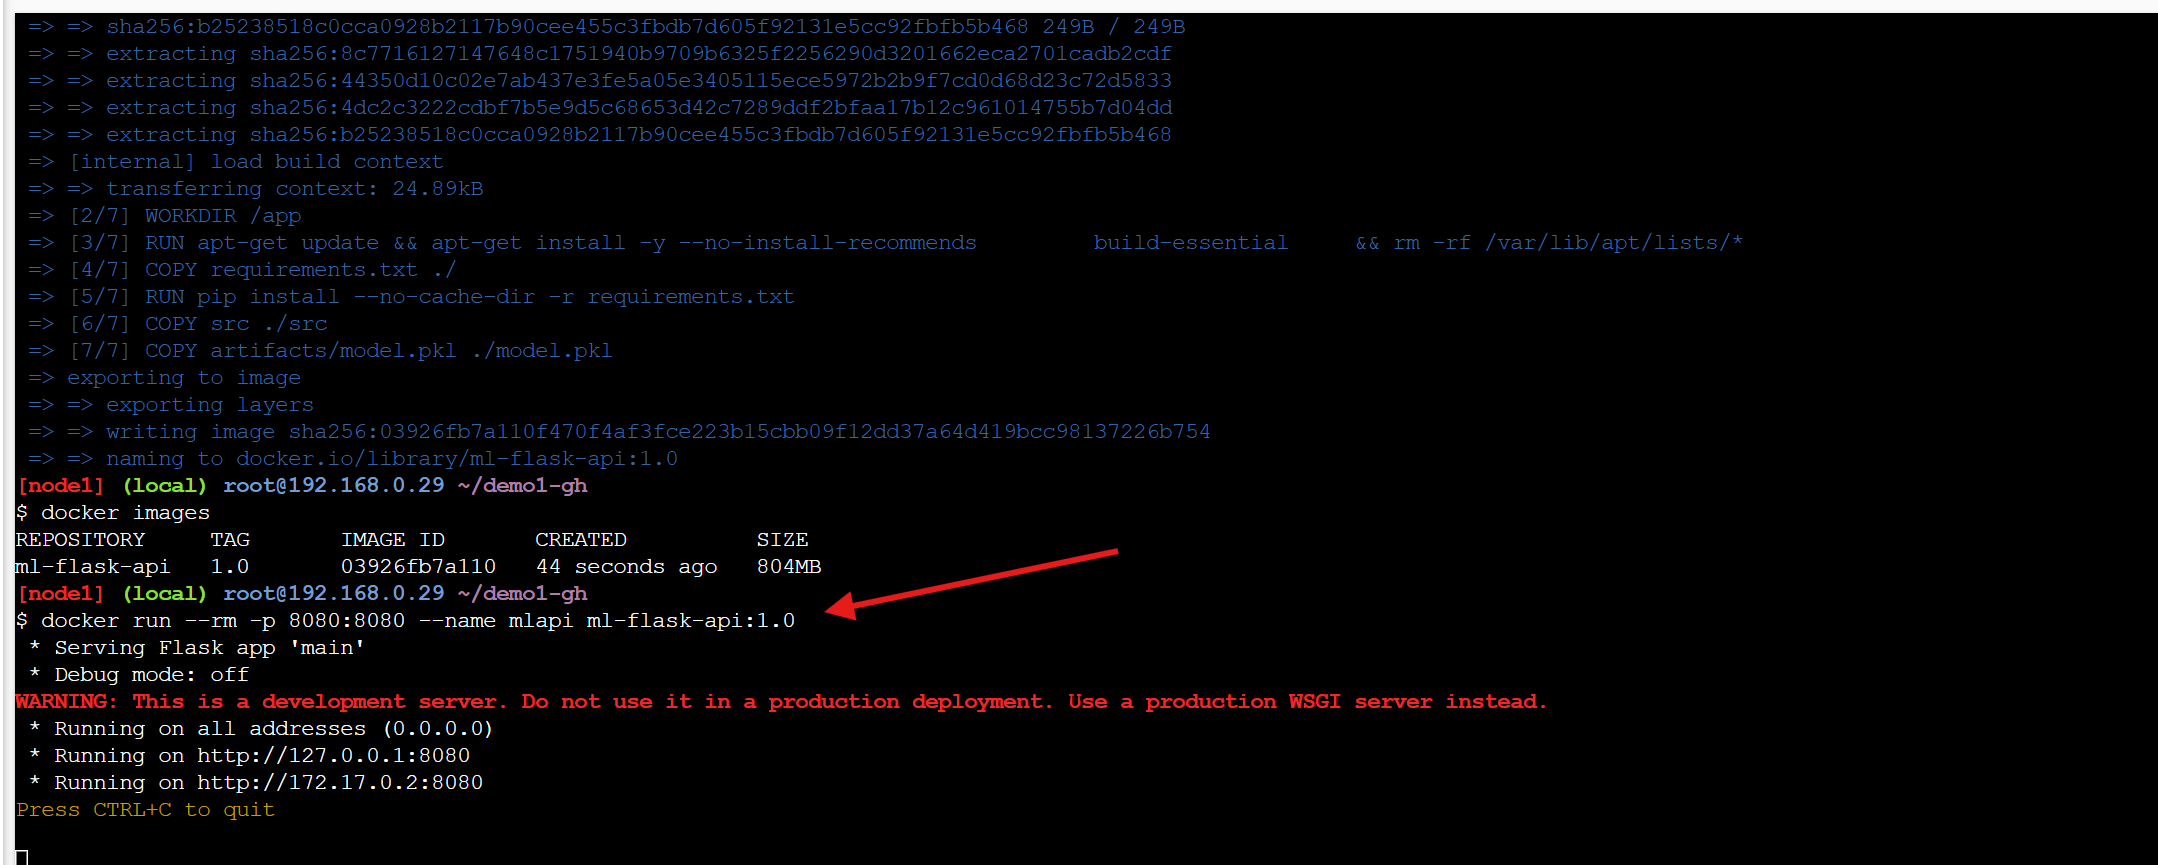 => => sha256:b25238518c0cca0928b2117b90cee455c3fbdb7d605f92131e5cc92fbfb5b468 249B / 249B
=> => extracting sha256:8c7716127147648c1751940b9709b6325f2256290d3201662eca2701cadb2cdf
=> => extracting sha256:44350d10c02e7ab437e3fe5a05e3405115ece5972b2b9f7cd0d68d23c72d5833
=> => extracting sha256:4dc2c3222cdbf7b5e9d5c68653d42c7289ddf2bfaa17b12c961014755b7d04dd
=> => extracting sha256:b25238518c0cca0928b2117b90cee455c3fbdb7d605f92131e5cc92fbfb5b468
=> [internal] load build context
=> => transferring context: 24.89kB
=> [2/7] WORKDIR /app
=> [3/7] RUN apt-get update && apt-get install -y --no-install-recommends         build-essential     && rm -rf /var/lib/apt/lists/*
=> [4/7] COPY requirements.txt ./
=> [5/7] RUN pip install --no-cache-dir -r requirements.txt
=> [6/7] COPY src ./src
=> [7/7] COPY artifacts/model.pkl ./model.pkl
=> exporting to image
=> => exporting layers
=> => writing image sha256:03926fb7a110f470f4af3fce223b15cbb09f12dd37a64d419bcc98137226b754
=> => naming to docker.io/library/ml-flask-api:1.0
[node1] (local) root@192.168.0.29 ~/demo1-gh
$ docker images
REPOSITORY     TAG       IMAGE ID       CREATED          SIZE
ml-flask-api   1.0       03926fb7a110   44 seconds ago   804MB
[node1] (local) root@192.168.0.29 ~/demo1-gh
$ docker run --rm -p 8080:8080 --name mlapi ml-flask-api:1.0
* Serving Flask app 'main'
* Debug mode: off
WARNING: This is a development server. Do not use it in a production deployment. Use a production WSGI server instead.
* Running on all addresses (0.0.0.0)
* Running on http://127.0.0.1:8080
* Running on http://172.17.0.2:8080
Press CTRL+C to quit